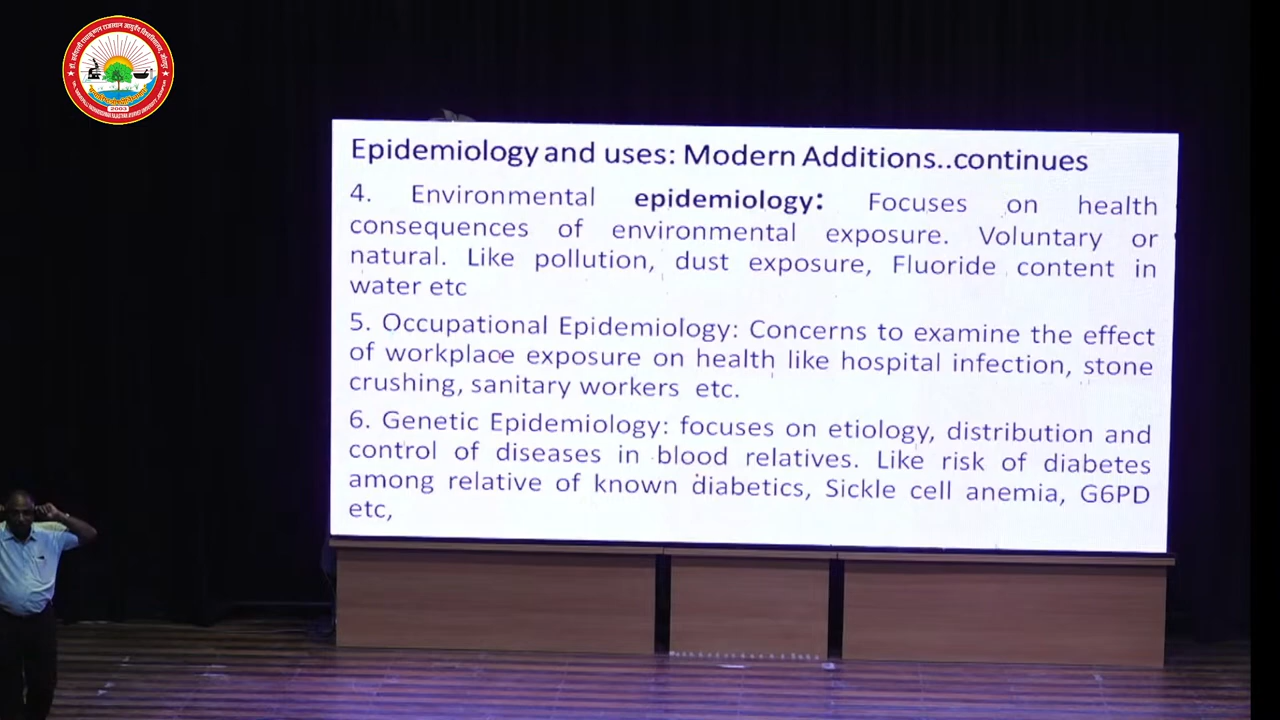 2003
Epidemiology and uses: Modern Additions..continues
4. Environmental epidemiology: Focuses on health
consequences of environmental exposure. Voluntary or
natural. Like pollution, dust exposure, Fluoride content in
water etc
5. Occupational Epidemiology: Concerns to examine the effect
of workplace exposure on health like hospital infection, stone
crushing, sanitary workers etc.
6. Genetic Epidemiology: focuses on etiology, distribution and
control of diseases in blood relatives. Like risk of diabetes
among relative of known diabetics, Sickle cell anemia, G6PD
etc,